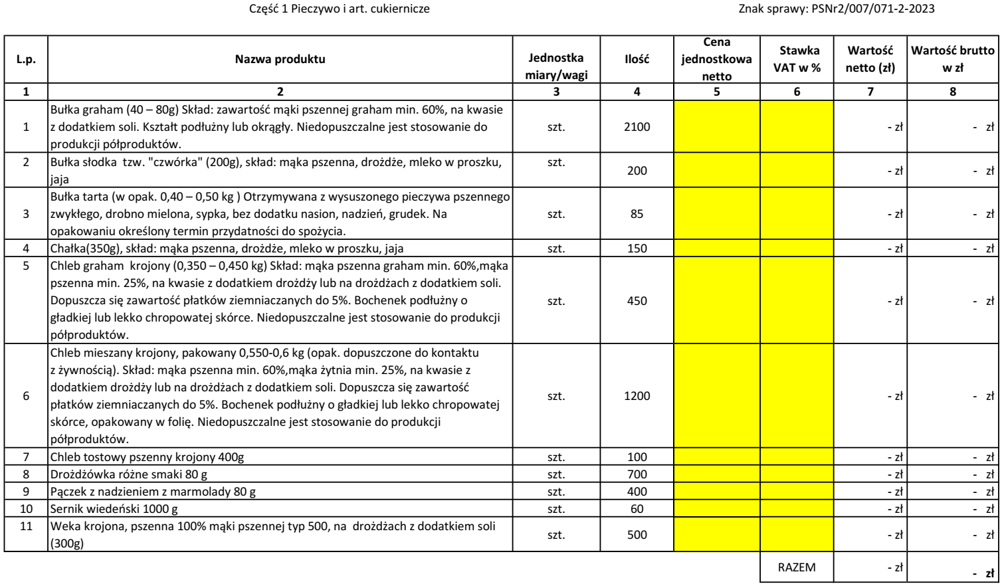 Część 1 Pieczywo i art. cukiernicze Znak sprawy: PSNr2/007/071-2-2023
L.p. Nazwa produktu Jednostka miary/wagi Ilość Cena jednostkowa netto Stawka VAT w % Wartość netto (zł) Wartość brutto w zł
1 2 3 4 5 6 7 8
Bułka graham (40 – 80g) Skład: zawartość mąki pszennej graham min. 60%, na kwasie
1 z dodatkiem soli. Kształt podłużny lub okrągły. Niedopuszczalne jest stosowanie do szt. 2100 - zł - zł
produkcji półproduktów.
2 Bułka słodka tzw. "czwórka" (200g), skład: mąka pszenna, drożdże, mleko w proszku, szt.
jaja 200 - zł - zł
Bułka tarta (w opak. 0,40 – 0,50 kg ) Otrzymywana z wysuszonego pieczywa pszennego
3 zwykłego, drobno mielona, sypka, bez dodatku nasion, nadzień, grudek. Na szt. 85 - zł - zł
opakowaniu określony termin przydatności do spożycia.
4 Chałka(350g), skład: mąka pszenna, drożdże, mleko w proszku, jaja szt. 150 - zł - zł
5 Chleb graham krojony (0,350 – 0,450 kg) Skład: mąka pszenna graham min. 60%,mąka
pszenna min. 25%, na kwasie z dodatkiem drożdży lub na drożdżach z dodatkiem soli.
Dopuszcza się zawartość płatków ziemniaczanych do 5%. Bochenek podłużny o szt. 450 - zł - zł
gładkiej lub lekko chropowatej skórce. Niedopuszczalne jest stosowanie do produkcji
półproduktów.
Chleb mieszany krojony, pakowany 0,550-0,6 kg (opak. dopuszczone do kontaktu
z żywnością). Skład: mąka pszenna min. 60%,mąka żytnia min. 25%, na kwasie z
dodatkiem drożdży lub na drożdżach z dodatkiem soli. Dopuszcza się zawartość
6 płatków ziemniaczanych do 5%. Bochenek podłużny o gładkiej lub lekko chropowatej szt. 1200 - zł - zł
skórce, opakowany w folię. Niedopuszczalne jest stosowanie do produkcji
półproduktów.
7 Chleb tostowy pszenny krojony 400g szt. 100 - zł - zł
8 Drożdżówka różne smaki 80 g szt. 700 - zł - zł
9 Pączek z nadzieniem z marmolady 80 g szt. 400 - zł - zł
10 Sernik wiedeński 1000 g szt. 60 - zł - zł
11 Weka krojona, pszenna 100% mąki pszennej typ 500, na drożdżach z dodatkiem soli szt. 500 - zł - zł
(300g)
RAZEM - zł - zł